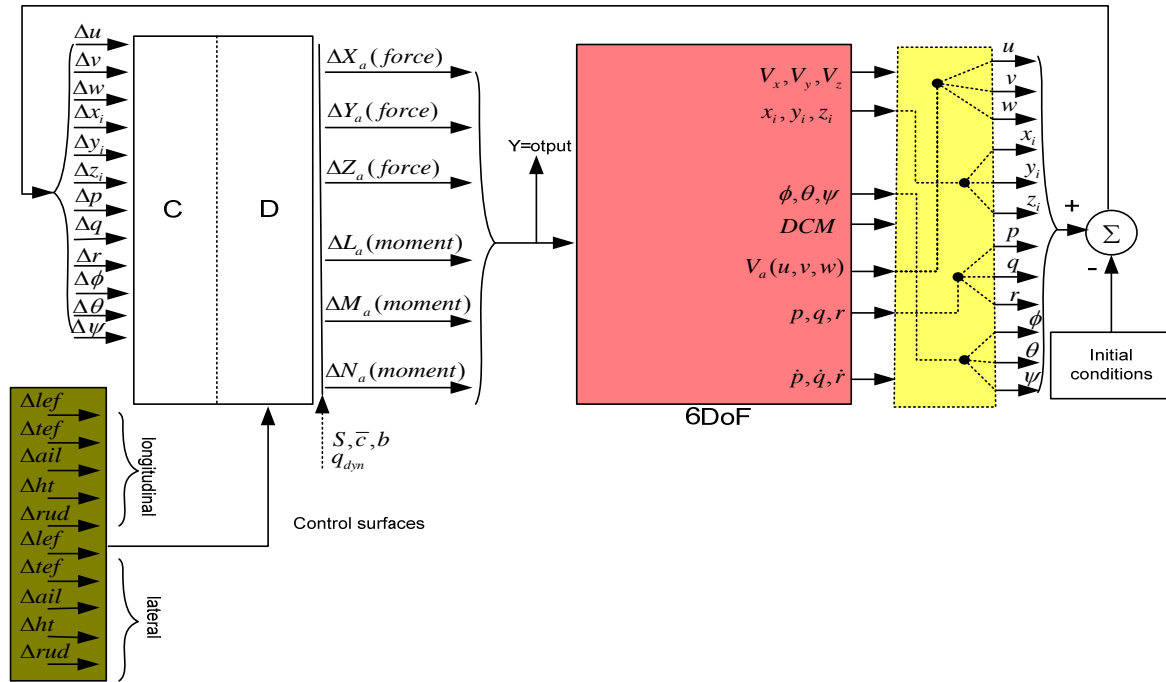 Δu
Δv
Δw
Δx_i
Δy_i
Δz_i
Δp
Δq
Δr
Δϕ
Δθ
Δψ
C
D
ΔX_a (force)
ΔY_a (force)
ΔZ_a (force)
ΔL_a (moment)
ΔM_a (moment)
ΔN_a (moment)
S, c̅, b
q_dyn
Y=otput
V_x, V_y, V_z
x_i, y_i, z_i
ϕ, θ, ψ
DCM
V_a (u, v, w)
p, q, r
ṗ, q̇, ṙ
6DoF
u
v
w
x_i
y_i
z_i
p
q
r
ϕ
θ
ψ
+
-
Σ
Initial
conditions
Δlef
Δtef
Δail
Δht
Δrud
Δlef
Δtef
Δail
Δht
Δrud
longitudinal
lateral
Control surfaces